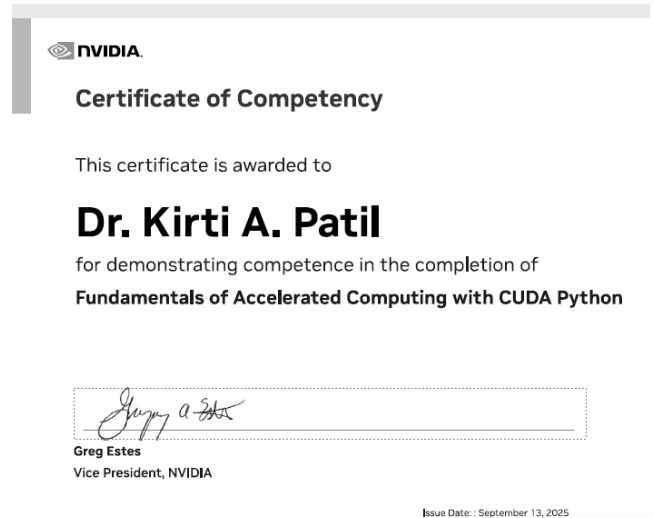 NVIDIA.
Certificate of Competency
This certificate is awarded to
Dr. Kirti A. Patil
for demonstrating competence in the completion of
Fundamentals of Accelerated Computing with CUDA Python
Greg Estes
Vice President, NVIDIA
Issue Date: : September 13, 2025